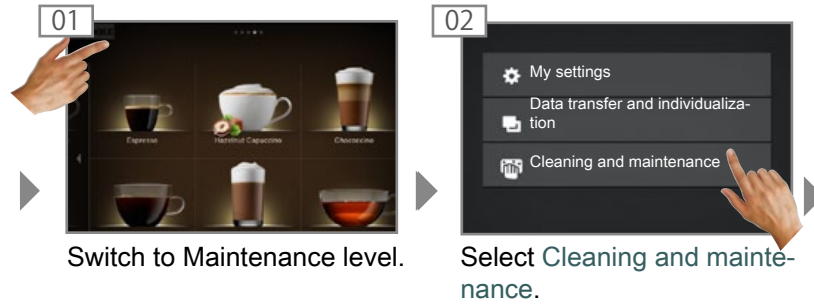 01
02
Espresso
Hazelnut Capuccino
Chococcino
My settings
Data transfer and individualiza-
tion
Cleaning and maintenance
Switch to Maintenance level.
Select Cleaning and mainte-
nance.